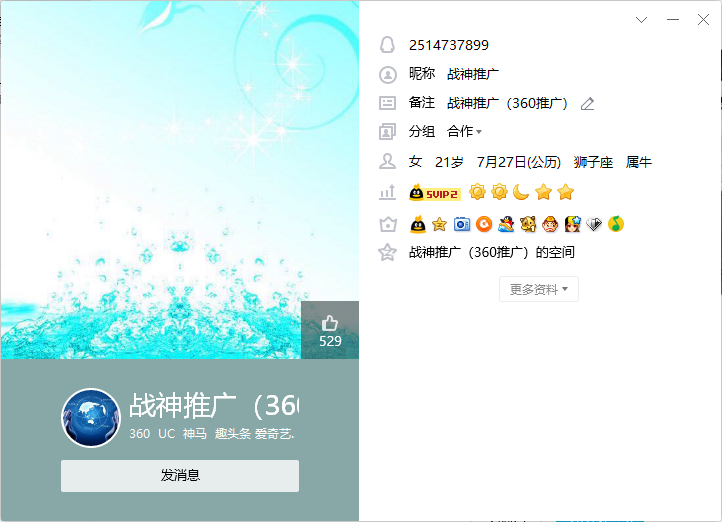 529
战神推广（360
360 UC 神马 趣头条 爱奇艺.
发消息
2514737899
昵称 战神推广
备注 战神推广（360推广）
分组 合作
女 21岁 7月27日(公历) 狮子座 属牛
SVIP2
战神推广（360推广）的空间
更多资料